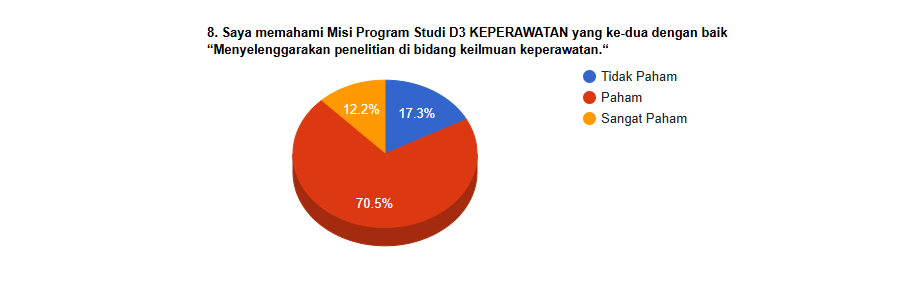 8. Saya memahami Misi Program Studi D3 KEPERAWATAN yang ke-dua dengan baik
“Menyelenggarakan penelitian di bidang keilmuan keperawatan.“
Tidak Paham
Paham
Sangat Paham
12.2%
17.3%
70.5%